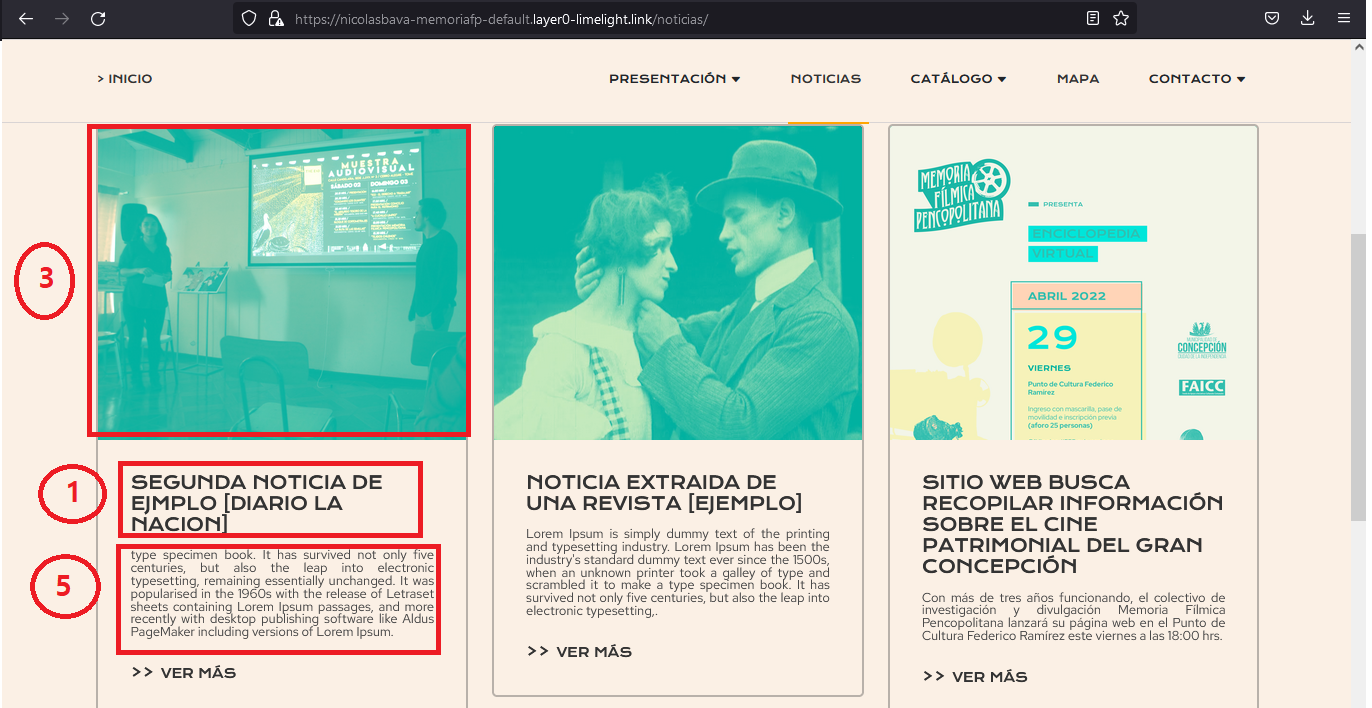 https://nicolasbava-memoriafp-default.layer0-limelight.link/noticias/
> INICIO
PRESENTACIÓN
NOTICIAS
CATÁLOGO
MAPA
CONTACTO
3
MUESTRA
AUDIOVISUAL
SÁBADO 02 DOMINGO 03
1
SEGUNDA NOTICIA DE
EJMPLO [DIARIO LA
NACION]
5
type specimen book. It has survived not only five
centuries, but also the leap into electronic
typesetting, remaining essentially unchanged. It was
popularised in the 1960s with the release of Letraset
sheets containing Lorem Ipsum passages, and more
recently with desktop publishing software like Aldus
PageMaker including versions of Lorem Ipsum.
>> VER MÁS
NOTICIA EXTRAIDA DE
UNA REVISTA [EJEMPLO]
Lorem Ipsum is simply dummy text of the printing
and typesetting industry. Lorem Ipsum has been the
industry's standard dummy text ever since the 1500s,
when an unknown printer took a galley of type and
scrambled it to make a type specimen book. It has
survived not only five centuries, but also the leap into
electronic typesetting,.
>> VER MÁS
MEMORIA
FÍLMICA
PENCOPOLITANA
PRESENTA
ENCICLOPEDIA
VIRTUAL
ABRIL 2022
29
VIERNES
Punto de Cultura Federico
Ramírez
Ingreso con mascarilla, pase de
movilidad e inscripción previa
(aforo 25 personas)
CONCEPCIÓN
FAICC
SITIO WEB BUSCA
RECOPILAR INFORMACIÓN
SOBRE EL CINE
PATRIMONIAL DEL GRAN
CONCEPCIÓN
Con más de tres años funcionando, el colectivo de
investigación y divulgación Memoria Fílmica
Pencopolitana lanzará su página web en el Punto de
Cultura Federico Ramírez este viernes a las 18:00 hrs.
>> VER MÁS